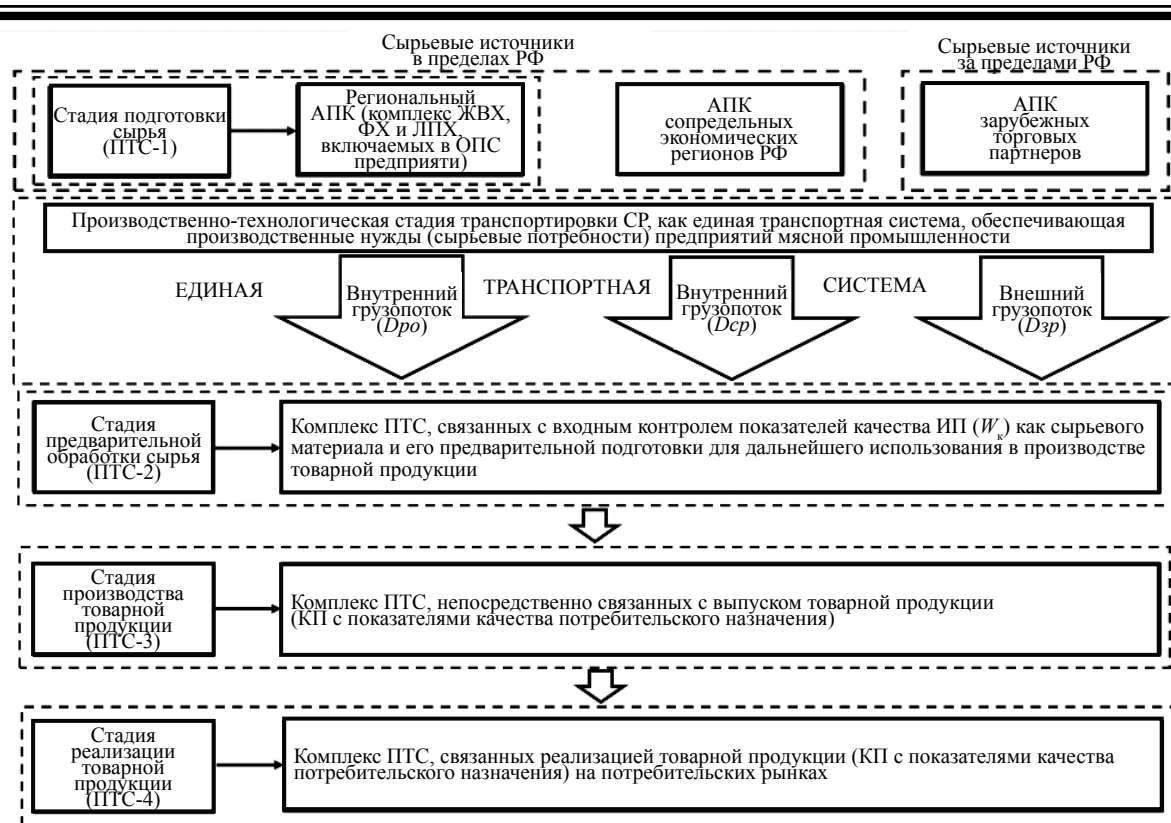 Сырьевые источники
в пределах РФ
Сырьевые источники
за пределами РФ
Стадия подготовки
сырья
(ПТС-1)
Региональный
АПК (комплекс ЖВХ,
ФХ и ЛПХ,
включаемых в ОПС
предприяти)
АПК
сопредельных
экономических
регионов РФ
АПК
зарубежных
торговых
партнеров
Производственно-технологическая стадия транспортировки СР, как единая транспортная система, обеспечивающая
производственные нужды (сырьевые потребности) предприятий мясной промышленности
ЕДИНАЯ
Внутренний
грузопоток
(Dро)
ТРАНСПОРТНАЯ
Внутренний
грузопоток
(Dср)
СИСТЕМА
Внешний
грузопоток
(Dзр)
Стадия
предварительной
обработки сырья
(ПТС-2)
Комплекс ПТС, связанных с входным контролем показателей качества ИП (Wк) как сырьевого
материала и его предварительной подготовки для дальнейшего использования в производстве
товарной продукции
Стадия
производства
товарной
продукции
(ПТС-3)
Комплекс ПТС, непосредственно связанных с выпуском товарной продукции
(КП с показателями качества потребительского назначения)
Стадия
реализации
товарной
продукции
(ПТС-4)
Комплекс ПТС, связанных реализацией товарной продукции (КП с показателями качества
потребительского назначения) на потребительских рынках